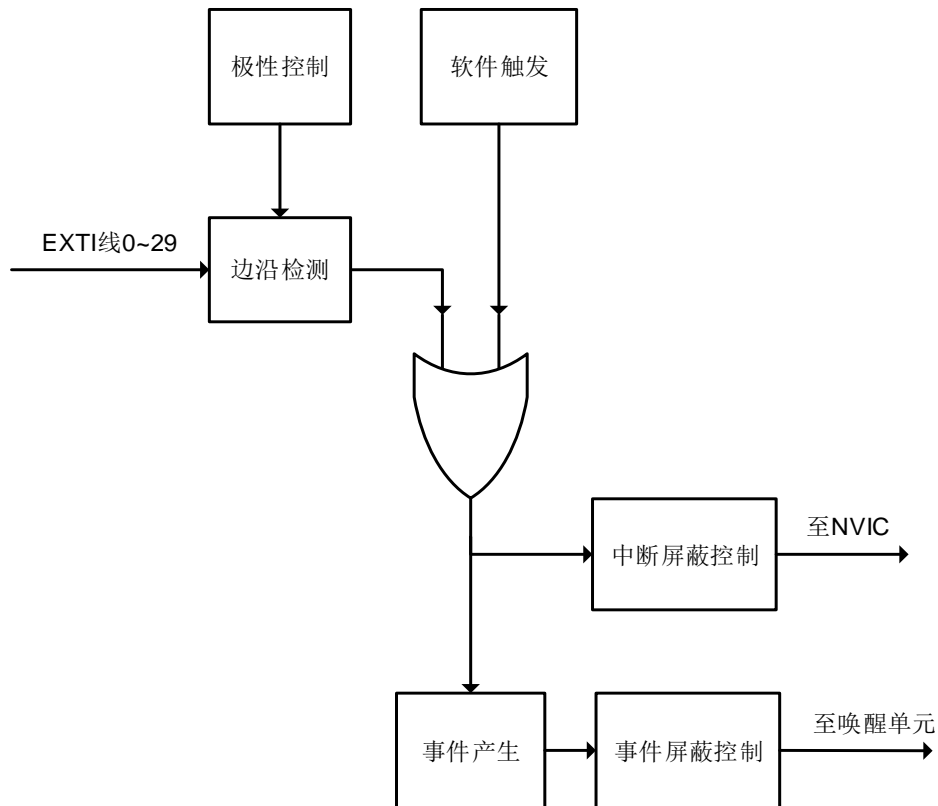 极性控制
软件触发
EXTI线0~29
边沿检测
至NVIC
中断屏蔽控制
至唤醒单元
事件产生
事件屏蔽控制